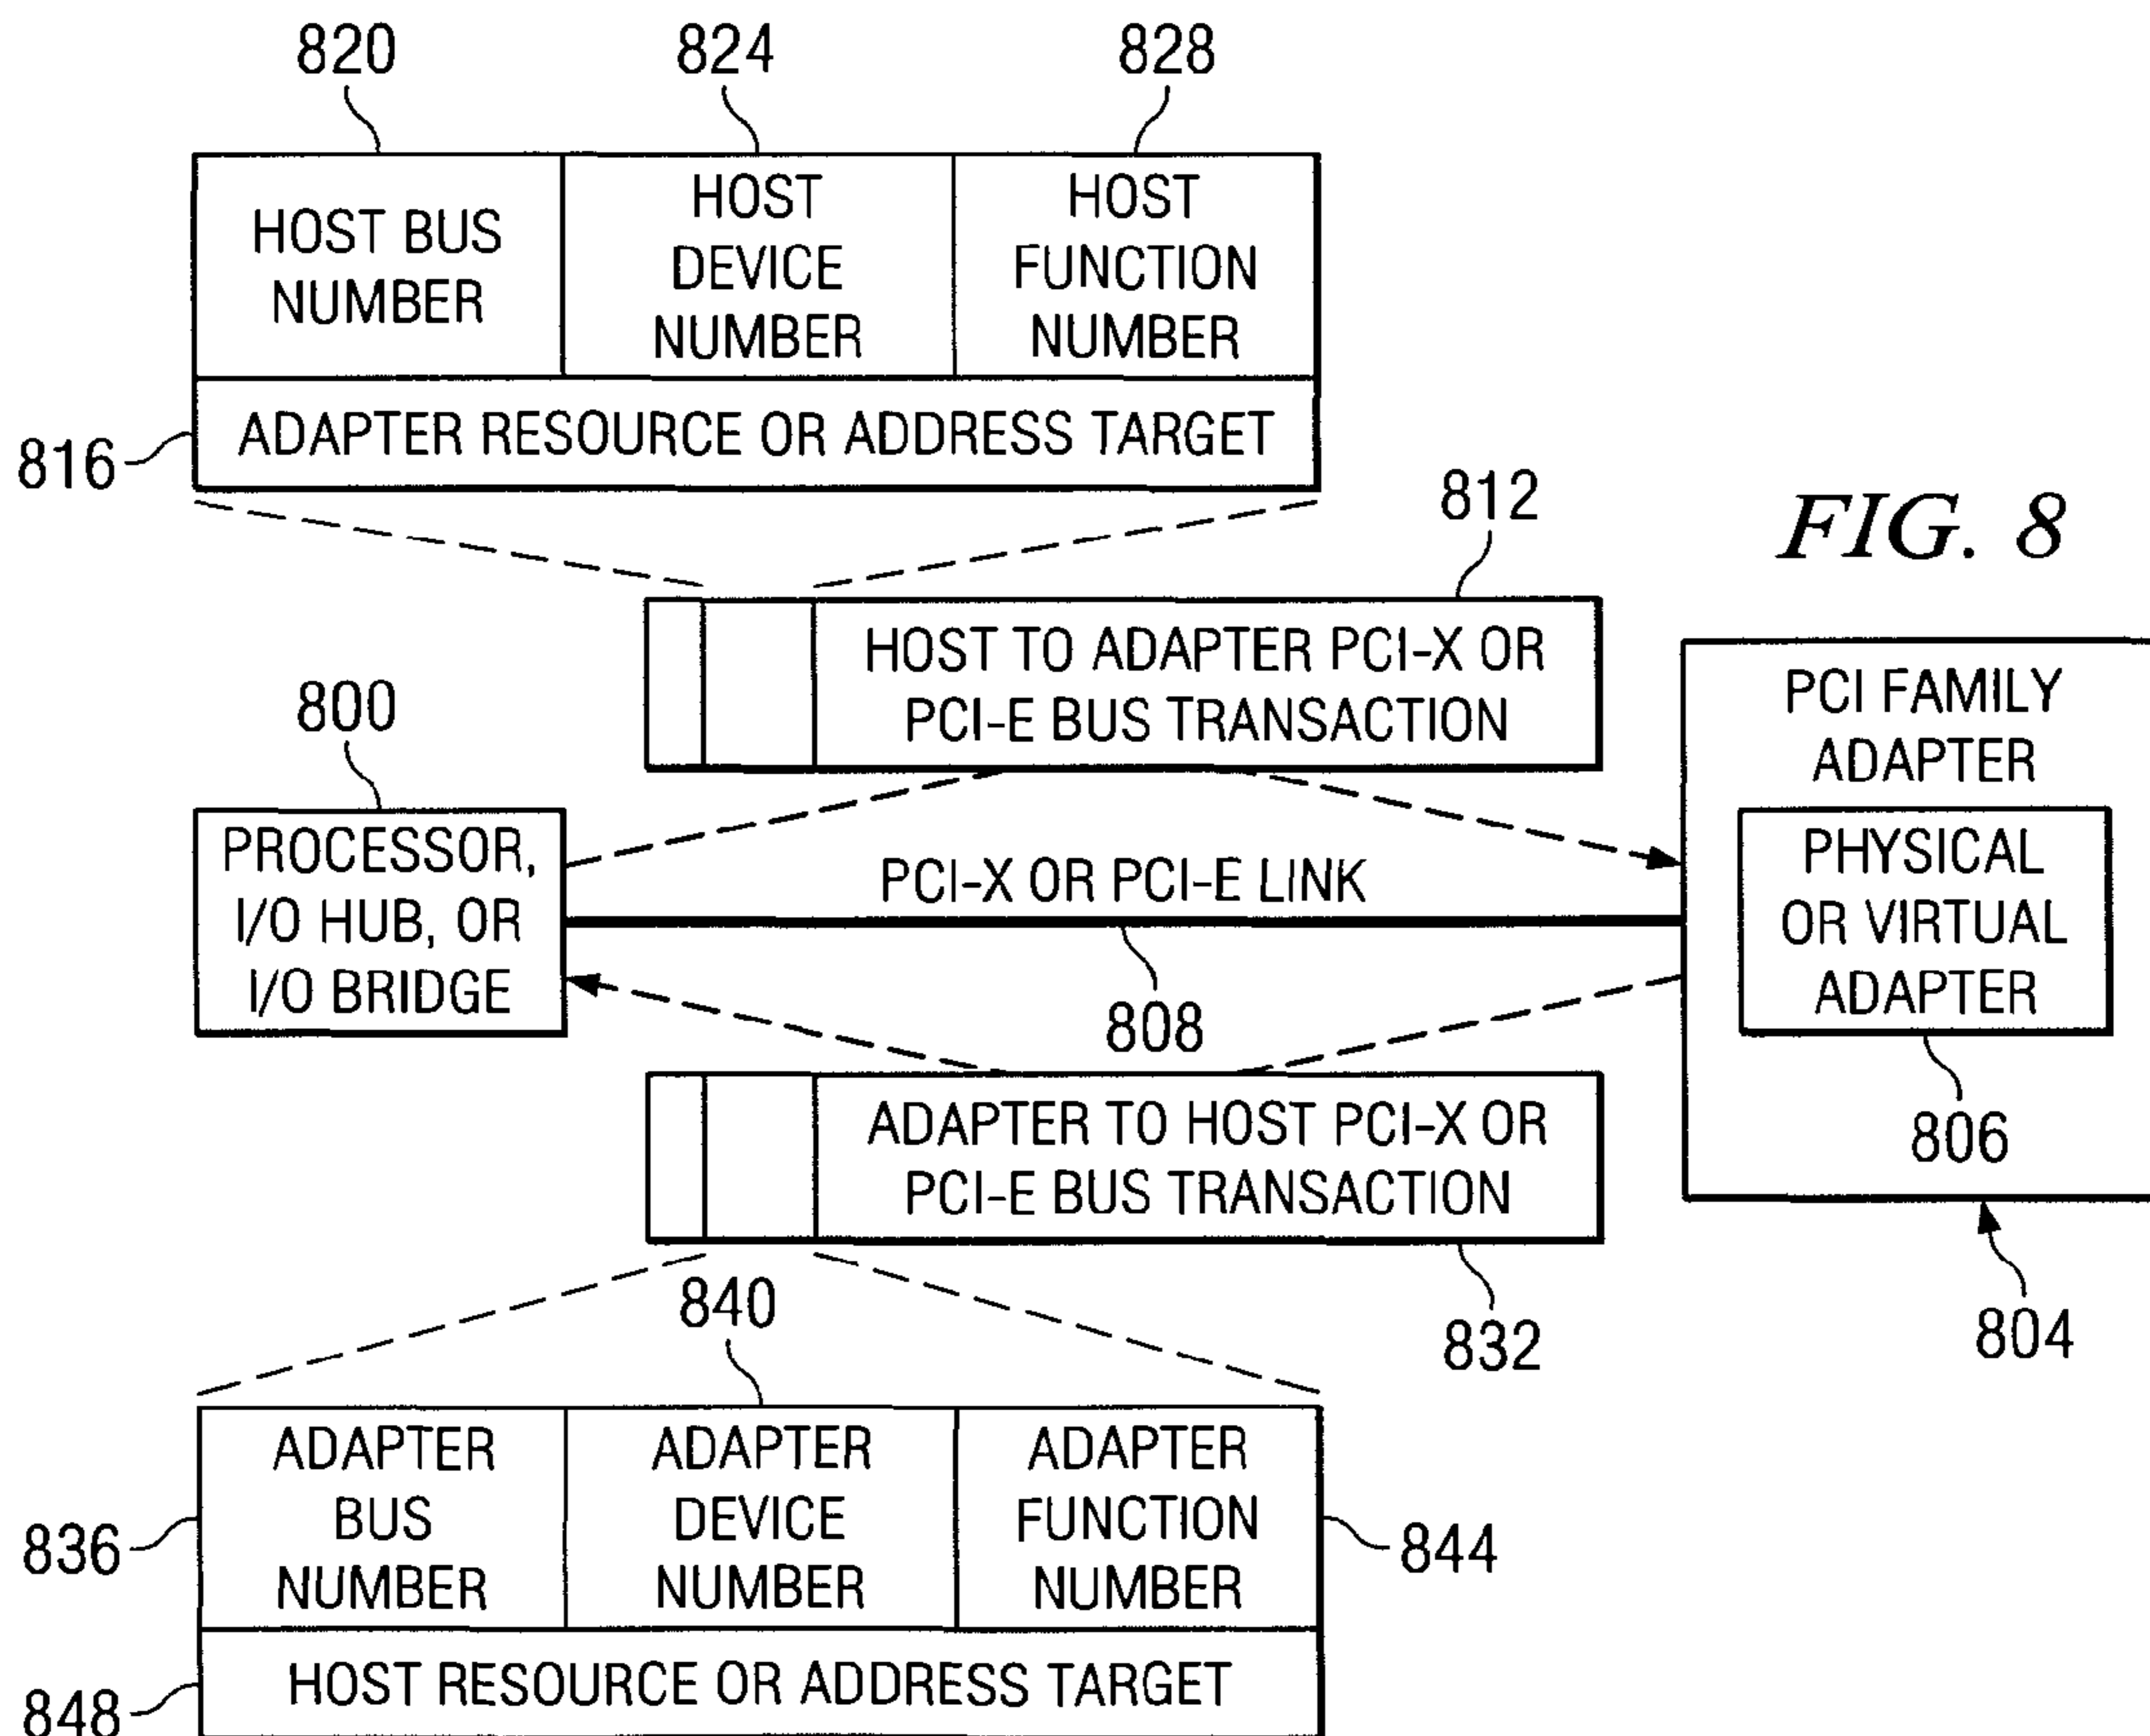 820
824
828
HOST BUS
NUMBER
HOST
DEVICE
NUMBER
HOST
FUNCTION
NUMBER
816
ADAPTER RESOURCE OR ADDRESS TARGET
812
FIG. 8
HOST TO ADAPTER PCI-X OR
PCI-E BUS TRANSACTION
800
PROCESSOR,
I/O HUB, OR
I/O BRIDGE
PCI-X OR PCI-E LINK
808
PCI FAMILY
ADAPTER
PHYSICAL
OR VIRTUAL
ADAPTER
806
804
ADAPTER TO HOST PCI-X OR
PCI-E BUS TRANSACTION
832
840
836
ADAPTER
BUS
NUMBER
ADAPTER
DEVICE
NUMBER
ADAPTER
FUNCTION
NUMBER
844
848
HOST RESOURCE OR ADDRESS TARGET